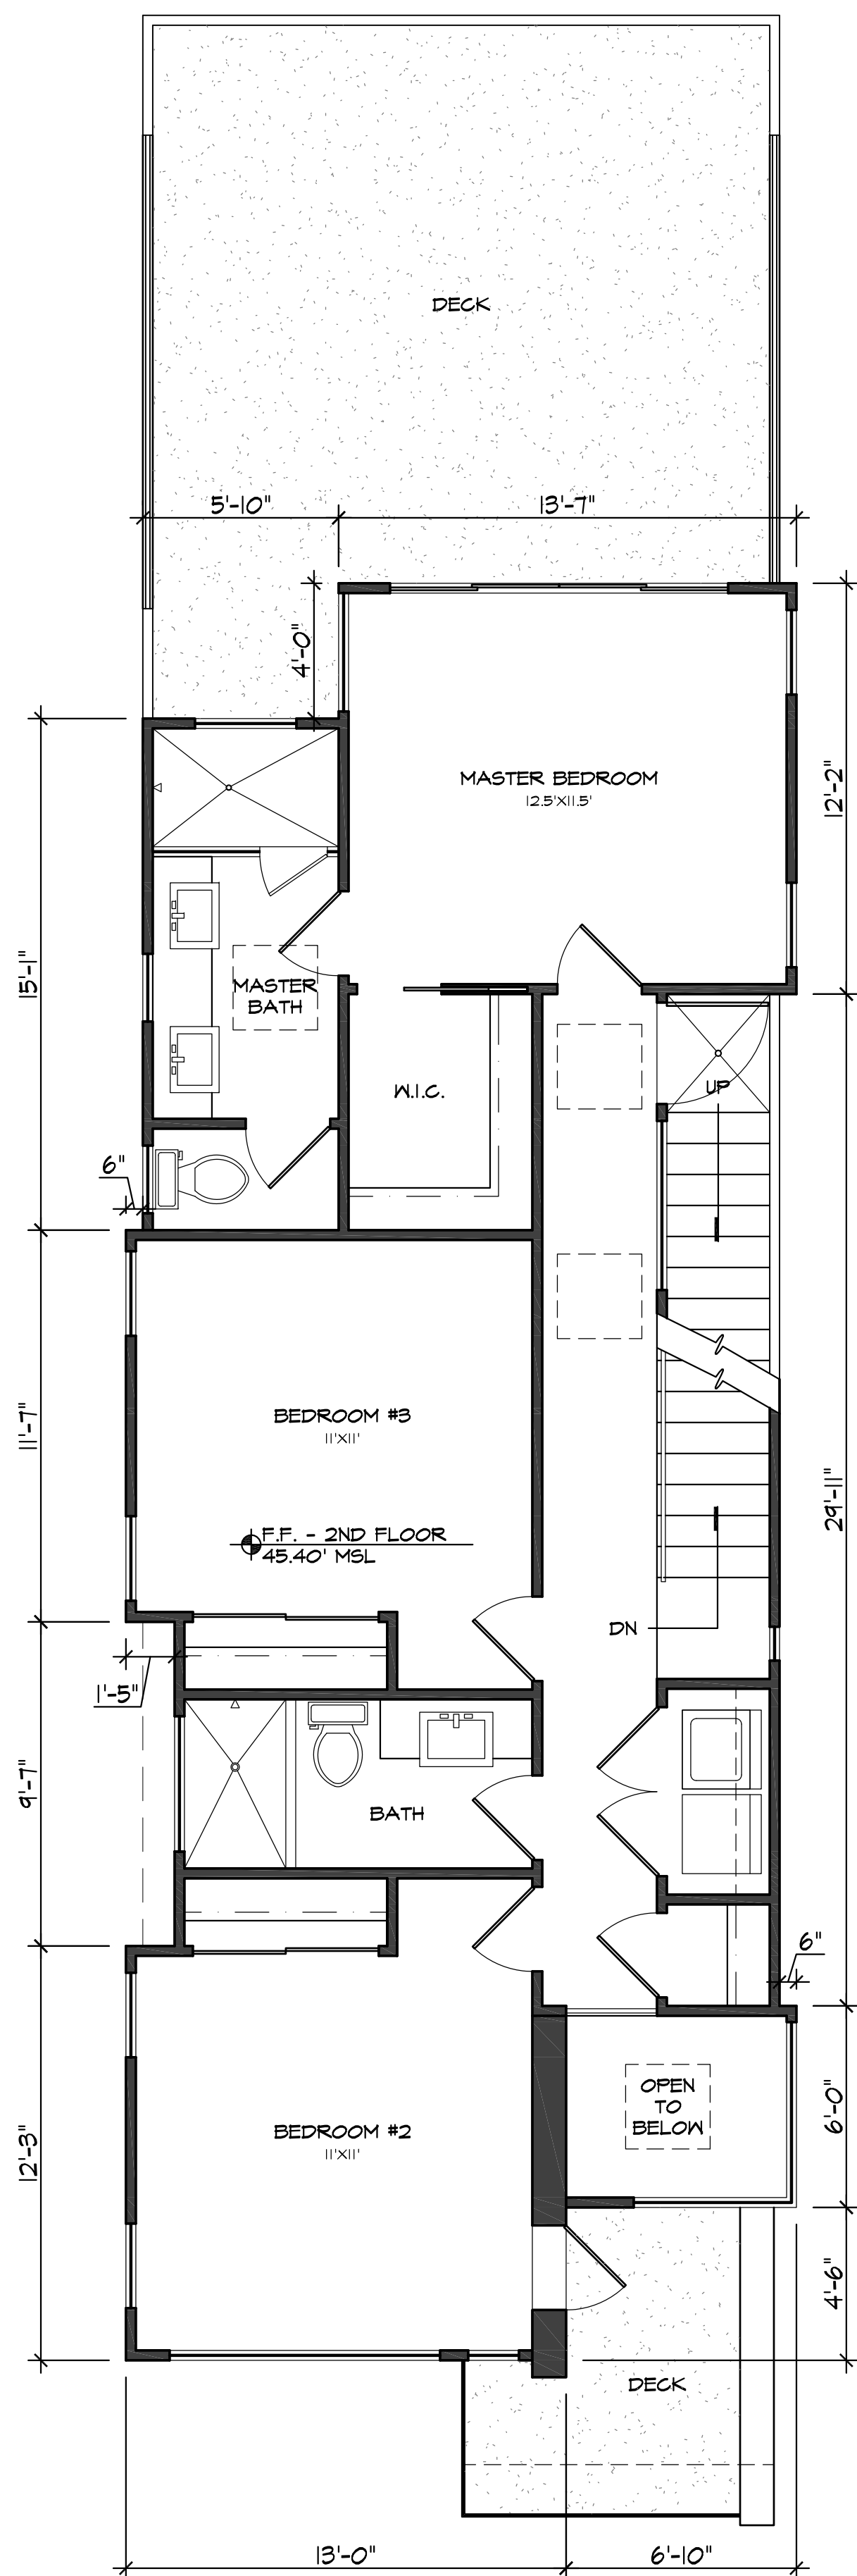 DECK
5'-10"
13'-7"
4'-0"
MASTER BEDROOM
12.5'X11.5'
12'-2"
15'-1"
MASTER
BATH
W.I.C.
UP
6"
BEDROOM #3
11'X11'
11'-7"
29'-11"
F.F. - 2ND FLOOR
45.40' MSL
DN
1'-5"
9'-7"
BATH
6"
OPEN
TO
BELOW
6'-0"
BEDROOM #2
11'X11'
12'-3"
4'-6"
DECK
13'-0"
6'-10"